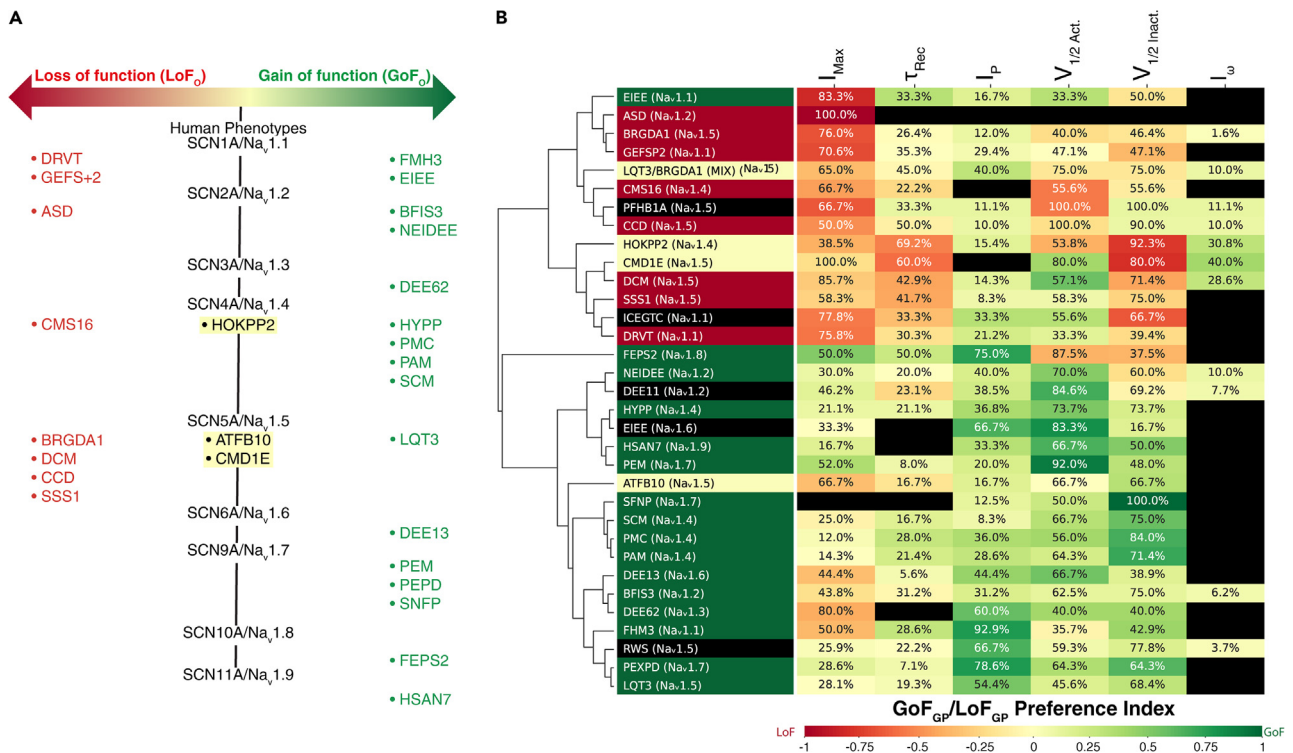 A
Loss of function (LoFO)
Gain of function (GoFO)
Human Phenotypes
SCN1A/Nav1.1
• DRVT
• FMH3
• GEFS+2
• EIEE
SCN2A/Nav1.2
• ASD
• BFIS3
• NEIDEE
SCN3A/Nav1.3
• DEE62
SCN4A/Nav1.4
• CMS16
• HOKPP2
• HYPP
• PMC
• PAM
• SCM
SCN5A/Nav1.5
• BRGDA1
• ATFB10
• LQT3
• DCM
• CMD1E
• CCD
• SSS1
SCN6A/Nav1.6
• DEE13
SCN9A/Nav1.7
• PEM
• PEPD
• SNFP
SCN10A/Nav1.8
• FEPS2
SCN11A/Nav1.9
• HSAN7
B
IMax τRec IP V1/2 Act. V1/2 Inact. Iω
EIEE (Nav1.1) 83.3% 33.3% 16.7% 33.3% 50.0%
ASD (Nav1.2) 100.0%
BRGDA1 (Nav1.5) 76.0% 26.4% 12.0% 40.0% 46.4% 1.6%
GEFSP2 (Nav1.1) 70.6% 35.3% 29.4% 47.1% 47.1%
LQT3/BRGDA1 (MIX) (Nav15) 65.0% 45.0% 40.0% 75.0% 75.0% 10.0%
CMS16 (Nav1.4) 66.7% 22.2% 55.6% 55.6%
PFHB1A (Nav1.5) 66.7% 33.3% 11.1% 100.0% 100.0% 11.1%
CCD (Nav1.5) 50.0% 50.0% 10.0% 100.0% 90.0% 10.0%
HOKPP2 (Nav1.4) 38.5% 69.2% 15.4% 53.8% 92.3% 30.8%
CMD1E (Nav1.5) 100.0% 60.0% 80.0% 80.0% 40.0%
DCM (Nav1.5) 85.7% 42.9% 14.3% 57.1% 71.4% 28.6%
SSS1 (Nav1.5) 58.3% 41.7% 8.3% 58.3% 75.0%
ICEGTC (Nav1.1) 77.8% 33.3% 33.3% 55.6% 66.7%
DRVT (Nav1.1) 75.8% 30.3% 21.2% 33.3% 39.4%
FEPS2 (Nav1.8) 50.0% 50.0% 75.0% 87.5% 37.5%
NEIDEE (Nav1.2) 30.0% 20.0% 40.0% 70.0% 60.0% 10.0%
DEE11 (Nav1.2) 46.2% 23.1% 38.5% 84.6% 69.2% 7.7%
HYPP (Nav1.4) 21.1% 21.1% 36.8% 73.7% 73.7%
EIEE (Nav1.6) 33.3% 66.7% 83.3% 16.7%
HSAN7 (Nav1.9) 16.7% 33.3% 66.7% 50.0%
PEM (Nav1.7) 52.0% 8.0% 20.0% 92.0% 48.0%
ATFB10 (Nav1.5) 66.7% 16.7% 16.7% 66.7% 66.7%
SFNP (Nav1.7) 12.5% 50.0% 100.0%
SCM (Nav1.4) 25.0% 16.7% 8.3% 66.7% 75.0%
PMC (Nav1.4) 12.0% 28.0% 36.0% 56.0% 84.0%
PAM (Nav1.4) 14.3% 21.4% 28.6% 64.3% 71.4%
DEE13 (Nav1.6) 44.4% 5.6% 44.4% 66.7% 38.9%
BFIS3 (Nav1.2) 43.8% 31.2% 31.2% 62.5% 75.0% 6.2%
DEE62 (Nav1.3) 80.0% 60.0% 40.0% 40.0%
FHM3 (Nav1.1) 50.0% 28.6% 92.9% 35.7% 42.9%
RWS (Nav1.5) 25.9% 22.2% 66.7% 59.3% 77.8% 3.7%
PEXPD (Nav1.7) 28.6% 7.1% 78.6% 64.3% 64.3%
LQT3 (Nav1.5) 28.1% 19.3% 54.4% 45.6% 68.4%
GoFGP/LoFGP Preference Index
LoF GoF
-1 -0.75 -0.25 0 0.25 0.75 1